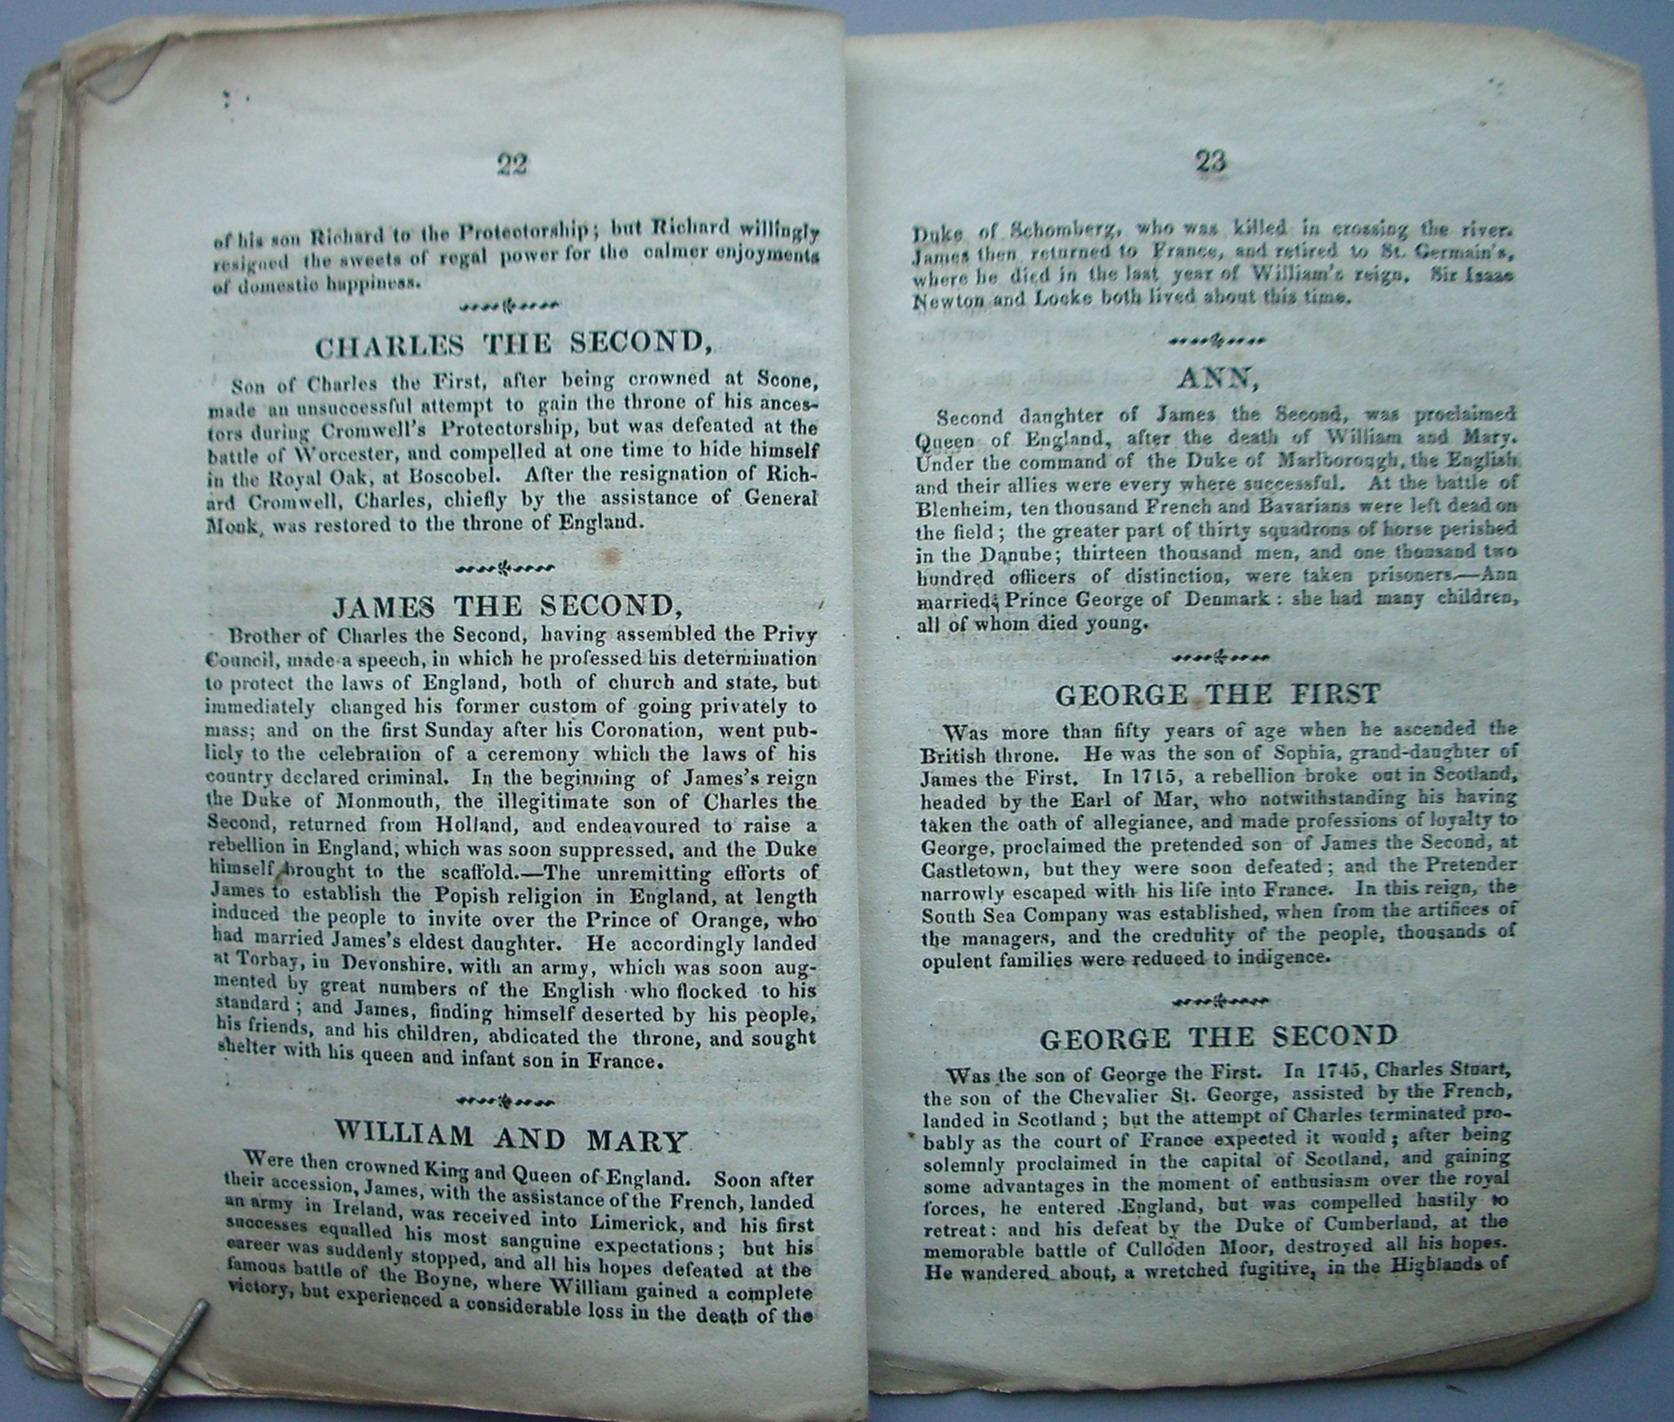 22
of his son Richard to the Protectorship; but Richard willingly
resigned the sweets of regal power for the calmer enjoyments
of domestic happiness.
CHARLES THE SECOND,
Son of Charles the First, after being crowned at Scone,
made an unsuccessful attempt to gain the throne of his ances-
tors during Cromwell's Protectorship, but was defeated at the
battle of Worcester, and compelled at one time to hide himself
in the Royal Oak, at Boscobel. After the resignation of Rich-
ard Cromwell, Charles, chiefly by the assistance of General
Monk, was restored to the throne of England.
JAMES THE SECOND,
Brother of Charles the Second, having assembled the Privy
Council, made a speech, in which he professed his determination
to protect the laws of England, both of church and state, but
immediately changed his former custom of going privately to
mass; and on the first Sunday after his Coronation, went pub-
licly to the celebration of a ceremony which the laws of his
country declared criminal. In the beginning of James's reign
the Duke of Monmouth, the illegitimate son of Charles the
Second, returned from Holland, and endeavoured to raise a
rebellion in England, which was soon suppressed, and the Duke
himself brought to the scaffold.—The unremitting efforts of
James to establish the Popish religion in England, at length
induced the people to invite over the Prince of Orange, who
had married James's eldest daughter. He accordingly landed
at Torbay, in Devonshire, with an army, which was soon aug-
mented by great numbers of the English who flocked to his
standard; and James, finding himself deserted by his people,
his friends, and his children, abdicated the throne, and sought
shelter with his queen and infant son in France.
WILLIAM AND MARY
Were then crowned King and Queen of England. Soon after
their accession, James, with the assistance of the French, landed
an army in Ireland, was received into Limerick, and his first
successes equalled his most sanguine expectations; but his
career was suddenly stopped, and all his hopes defeated at the
famous battle of the Boyne, where William gained a complete
victory, but experienced a considerable loss in the death of the
23
Duke of Schomberg, who was killed in crossing the river.
James then returned to France, and retired to St. Germain's,
where he died in the last year of William's reign. Sir Isaac
Newton and Locke both lived about this time.
ANN,
Second daughter of James the Second, was proclaimed
Queen of England, after the death of William and Mary.
Under the command of the Duke of Marlborough, the English
and their allies were every where successful. At the battle of
Blenheim, ten thousand French and Bavarians were left dead on
the field; the greater part of thirty squadrons of horse perished
in the Danube; thirteen thousand men, and one thousand two
hundred officers of distinction, were taken prisoners.—Ann
married; Prince George of Denmark: she had many children,
all of whom died young.
GEORGE THE FIRST
Was more than fifty years of age when he ascended the
British throne. He was the son of Sophia, grand-daughter of
James the First. In 1715, a rebellion broke out in Scotland,
headed by the Earl of Mar, who notwithstanding his having
taken the oath of allegiance, and made professions of loyalty to
George, proclaimed the pretended son of James the Second, at
Castletown, but they were soon defeated; and the Pretender
narrowly escaped with his life into France. In this reign, the
South Sea Company was established, when from the artifices of
the managers, and the credulity of the people, thousands of
opulent families were reduced to indigence.
GEORGE THE SECOND
Was the son of George the First. In 1745, Charles Stuart,
the son of the Chevalier St. George, assisted by the French,
landed in Scotland; but the attempt of Charles terminated pro-
bably as the court of France expected it would; after being
solemnly proclaimed in the capital of Scotland, and gaining
some advantages in the moment of enthusiasm over the royal
forces, he entered England, but was compelled hastily to
retreat: and his defeat by the Duke of Cumberland, at the
memorable battle of Culloden Moor, destroyed all his hopes.
He wandered about, a wretched fugitive, in the Highlands of